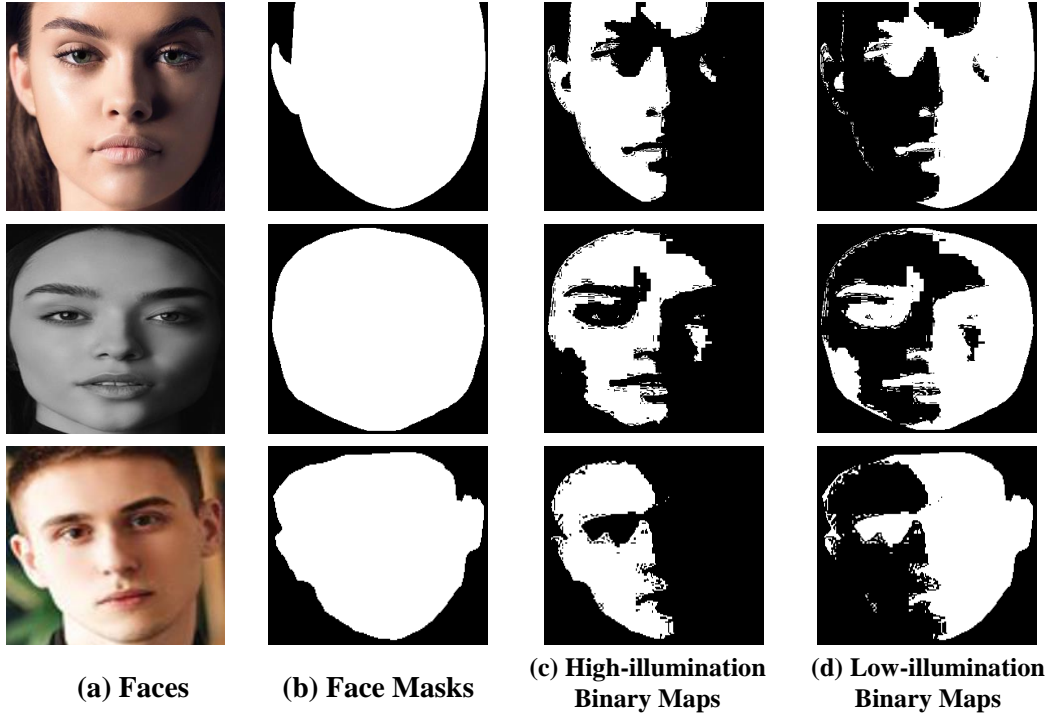 (a) Faces
(b) Face Masks
(c) High-illumination
Binary Maps
(d) Low-illumination
Binary Maps